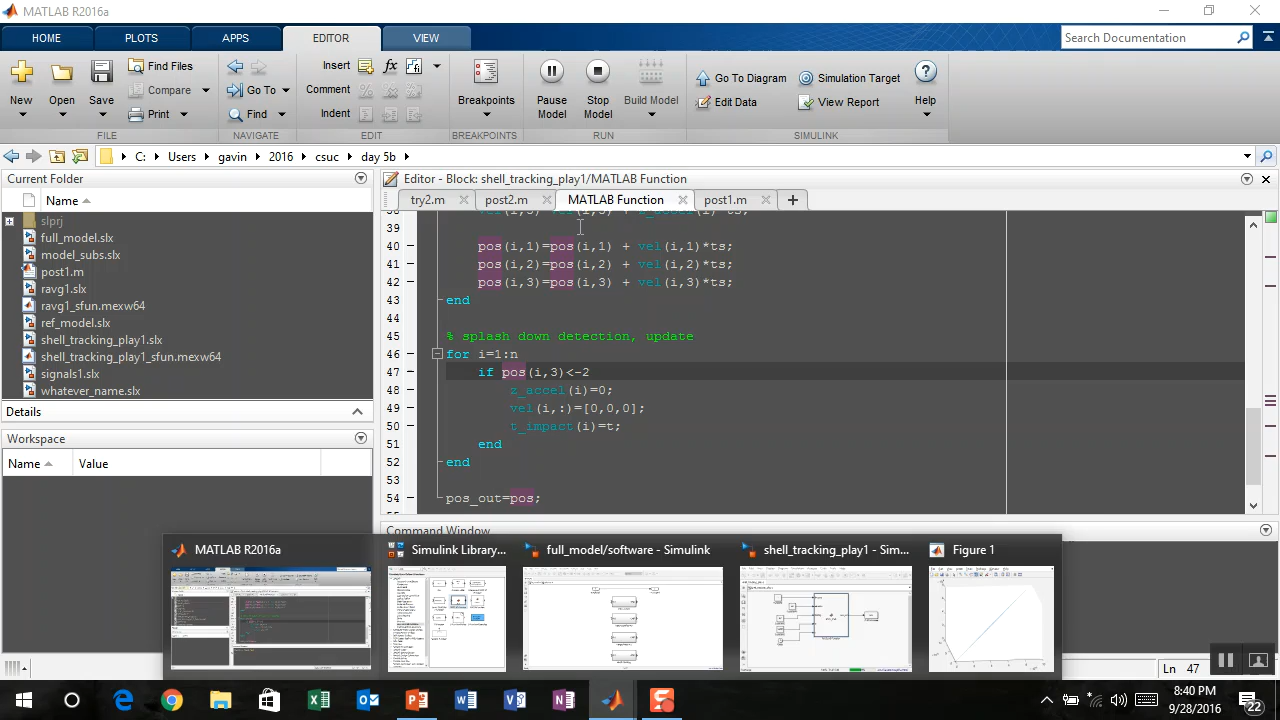 MATLAB R2016a
HOME PLOTS APPS EDITOR VIEW Search Documentation
New Open Save Find Files Compare Print Go To Find Insert Comment Indent fx Breakpoints Pause Model Stop Model Build Model Go To Diagram Edit Data Simulation Target View Report Help
FILE NAVIGATE EDIT BREAKPOINTS RUN SIMULINK
C: Users gavin 2016 csuc day 5b
Current Folder
Name
slprj
full_model.slx
model_subs.slx
post1.m
ravg1.slx
ravg1_sfun.mexw64
ref_model.slx
shell_tracking_play1.slx
shell_tracking_play1_sfun.mexw64
signals1.slx
whatever_name.slx
Details
Workspace
Name Value
Editor - Block: shell_tracking_play1/MATLAB Function
try2.m post2.m MATLAB Function post1.m
39
40 pos(i,1)=pos(i,1) + vel(i,1)*ts;
41 pos(i,2)=pos(i,2) + vel(i,2)*ts;
42 pos(i,3)=pos(i,3) + vel(i,3)*ts;
43 end
44
45 % splash down detection, update
46 for i=1:n
47 if pos(i,3)<-2
48 z_accel(i)=0;
49 vel(i,:)=[0,0,0];
50 t_impact(i)=t;
51 end
52 end
53
54 pos_out=pos;
Command Window
MATLAB R2016a
Simulink Library...
full_model/software - Simulink
shell_tracking_play1 - Sim...
Figure 1
Ln 47
8:40 PM
9/28/2016
22